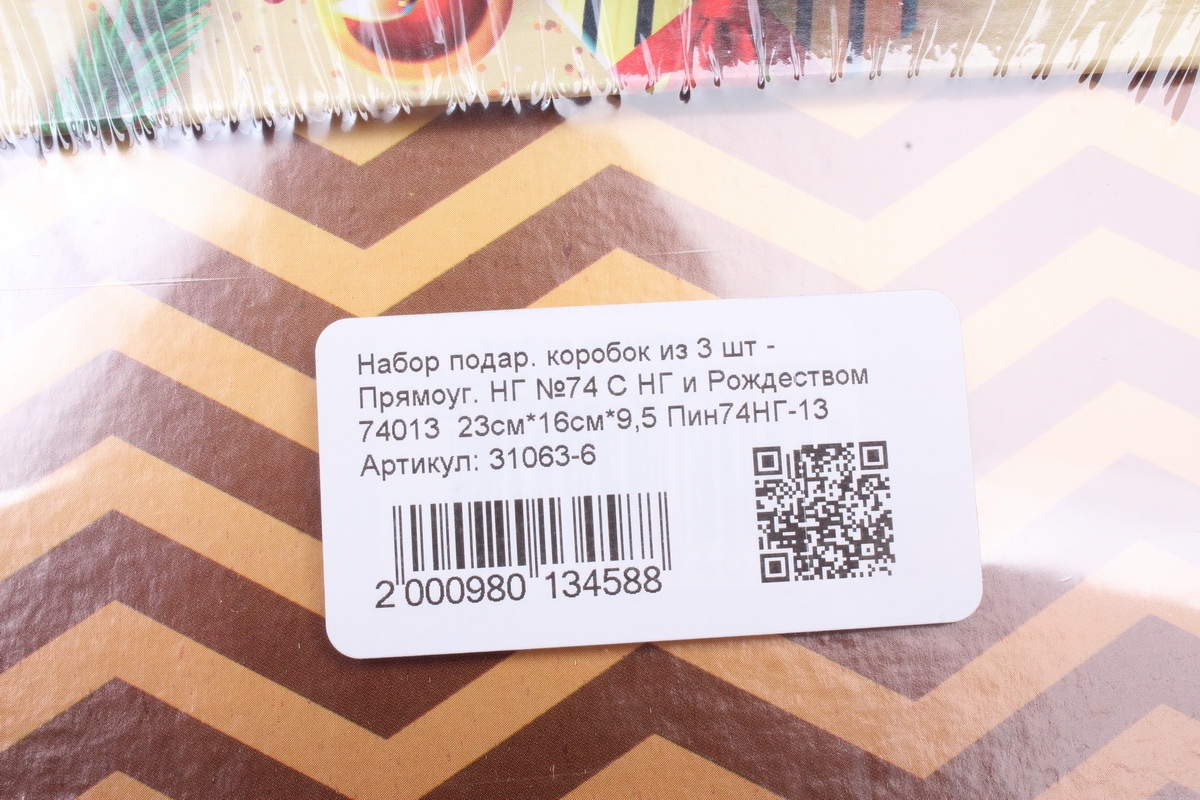 Набор подар. коробок из 3 шт -
Прямоуг. НГ №74 С НГ и Рождеством
74013  23см*16см*9,5 Пин74НГ-13
Артикул: 31063-6
2 000980 134588